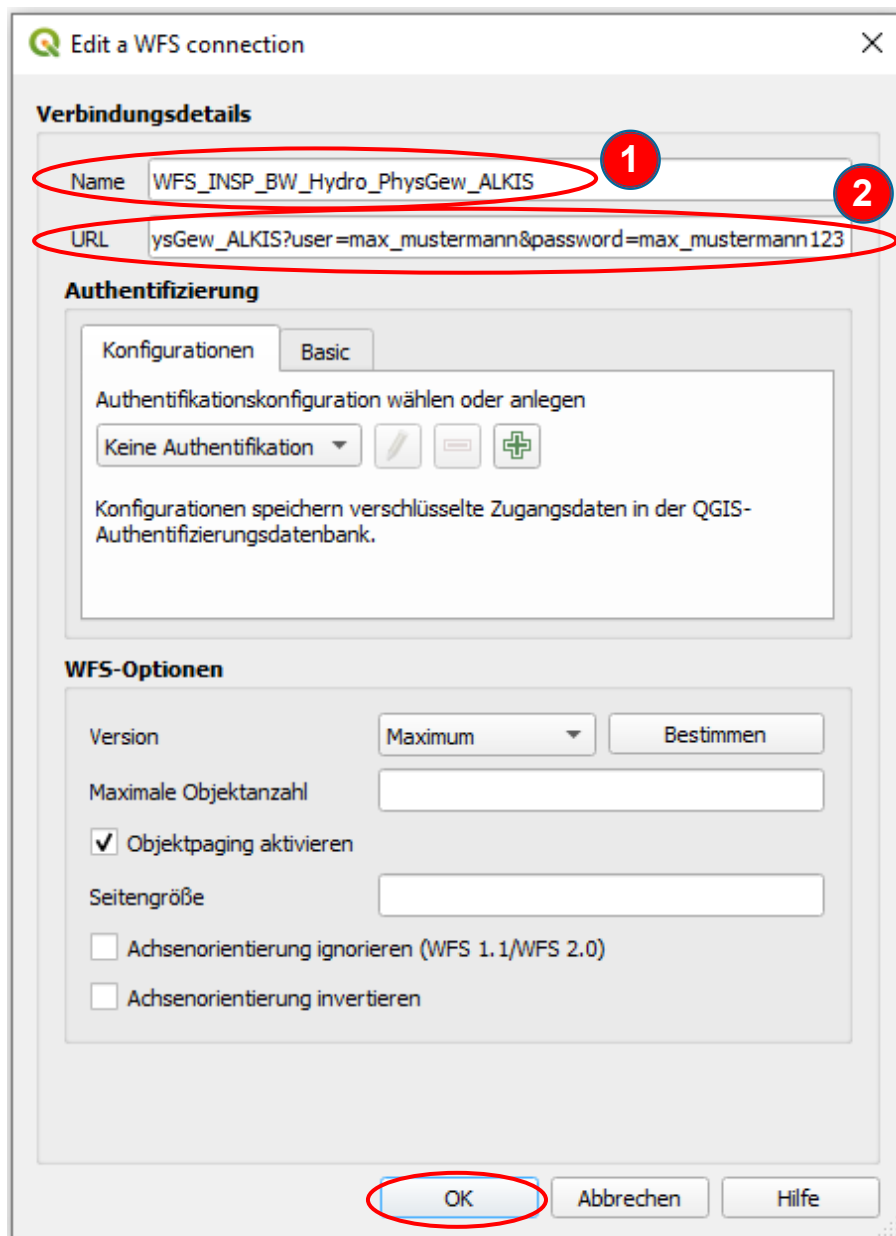 Edit a WFS connection
Verbindungsdetails
1
Name WFS_INSP_BW_Hydro_PhysGew_ALKIS
2
URL ysGew_ALKIS?user=max_mustermann&password=max_mustermann123
Authentifizierung
Konfigurationen Basic
Authentifikationskonfiguration wählen oder anlegen
Keine Authentifikation
Konfigurationen speichern verschlüsselte Zugangsdaten in der QGIS-
Authentifizierungsdatenbank.
WFS-Optionen
Version Maximum Bestimmen
Maximale Objektanzahl
Objektpaging aktivieren
Seitengröße
Achsenorientierung ignorieren (WFS 1.1/WFS 2.0)
Achsenorientierung invertieren
OK Abbrechen Hilfe